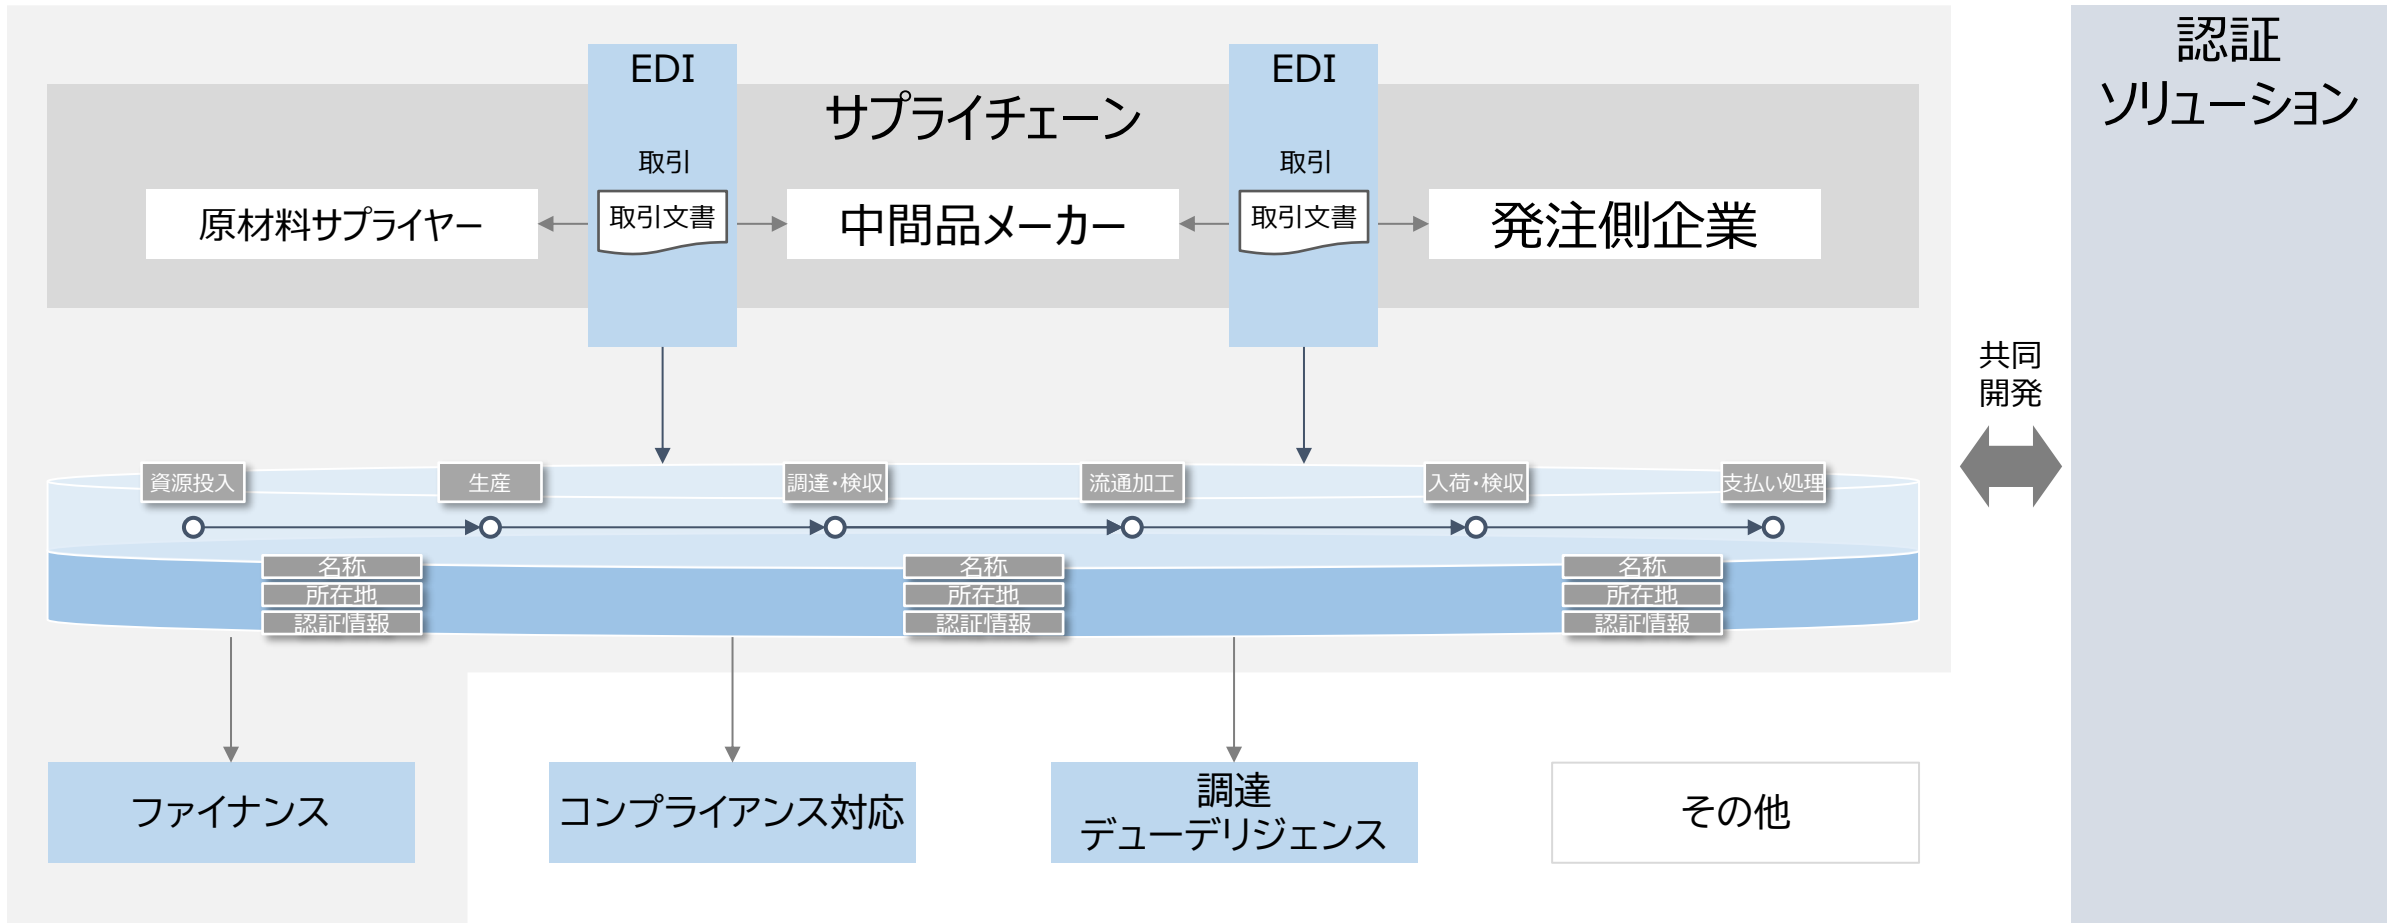 認証
ソリューション
EDI
EDI
サプライチェーン
取引
取引
原材料サプライヤー
取引文書
中間品メーカー
取引文書
発注側企業
共同
開発
資源投入
生産
調達・検収
流通加工
入荷・検収
支払い処理
名称
所在地
認証情報
名称
所在地
認証情報
名称
所在地
認証情報
ファイナンス
コンプライアンス対応
調達
デューデリジェンス
その他